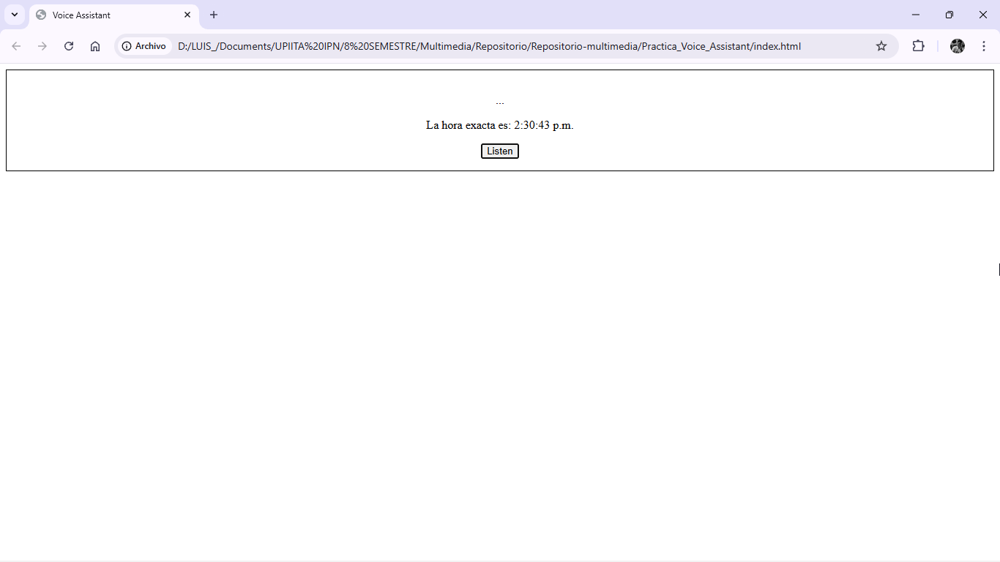 Voice Assistant
Archivo D:/LUIS_/Documents/UPIITA%20IPN/8%20SEMESTRE/Multimedia/Repositorio/Repositorio-multimedia/Practica_Voice_Assistant/index.html
...
La hora exacta es: 2:30:43 p.m.
Listen